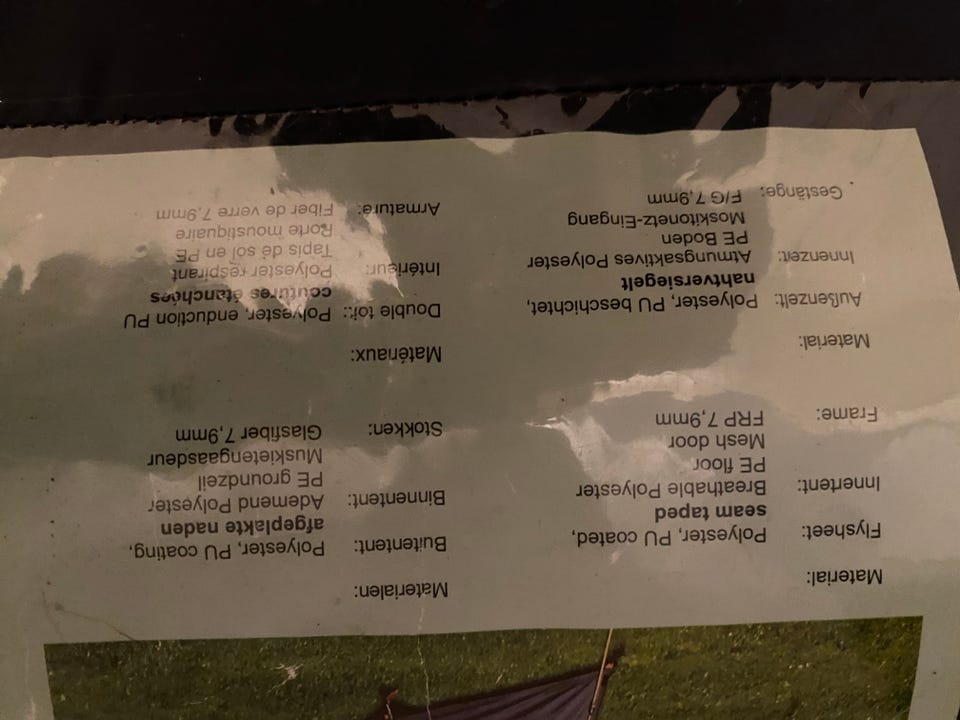 Material:
Flysheet: Polyester, PU coated,
seam taped
Innertent: Breathable Polyester
PE floor
Mesh door
Frame: FRP 7,9mm
Materialen:
Buitentent: Polyester, PU coating,
afgeplakte naden
Binnentent: Ademend Polyester
PE groundzeil
Muskietengaasdeur
Stokken: Glasfiber 7,9mm
Material:
Außenzelt: Polyester, PU beschichtet,
nahtversiegelt
Innenzelt: Atmungsaktives Polyester
PE Boden
Moskitonetz-Eingang
Gestänge: F/G 7,9mm
Matériaux:
Double toit: Polyester, enduction PU
coutures étanchées
Intérieur: Polyester respirant
Tapis de sol en PE
Rorte moustiquaire
Armature: Fiber de verre 7,9mm